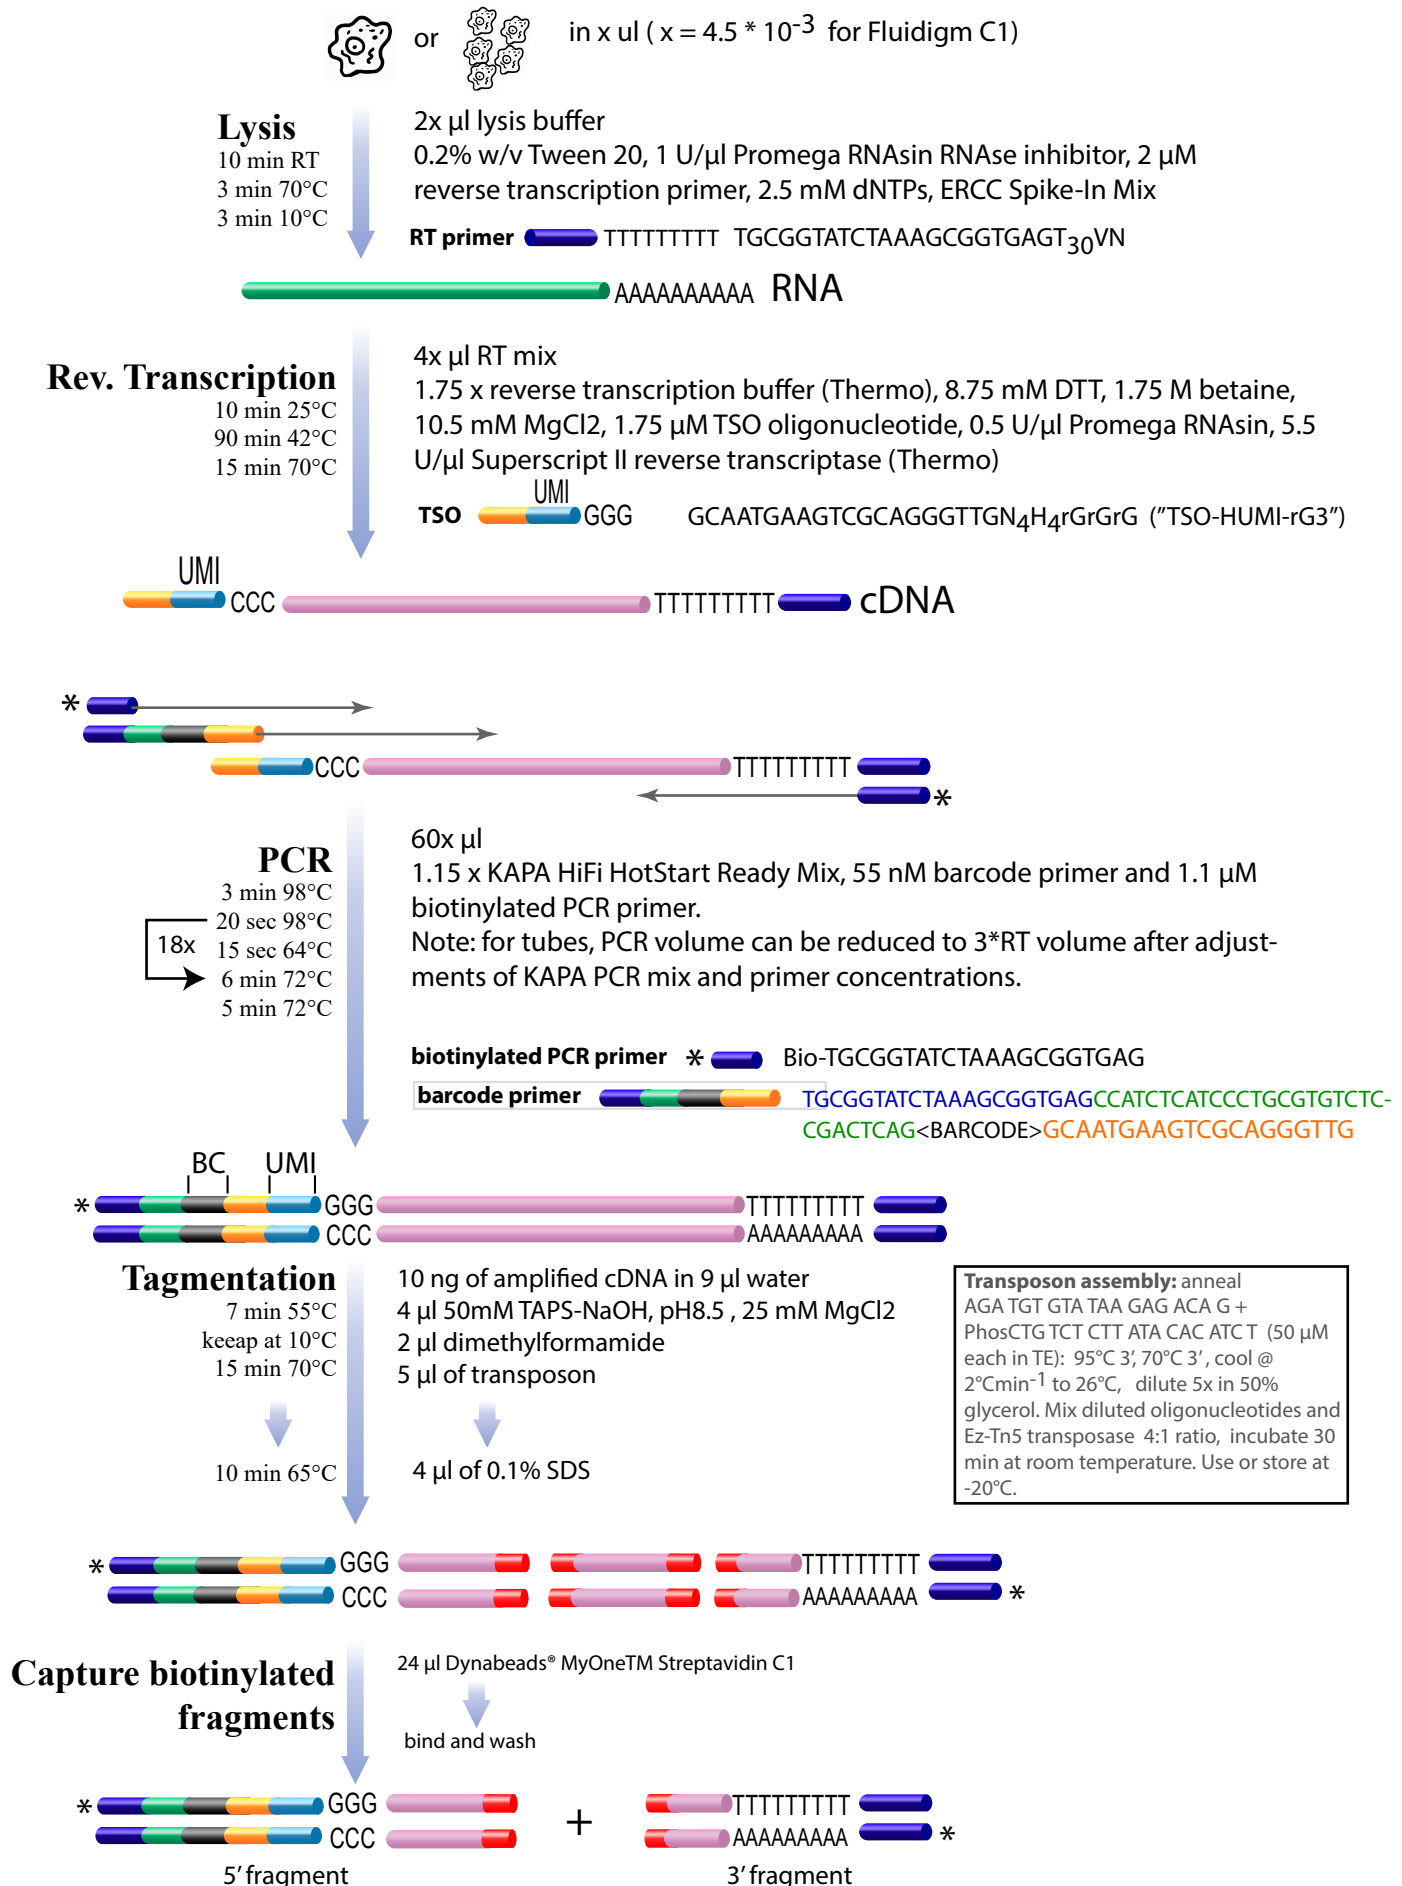 or
in x ul ( x = 4.5 * 10-3 for Fluidigm C1)
Lysis
10 min RT
3 min 70°C
3 min 10°C
2x µl lysis buffer
0.2% w/v Tween 20, 1 U/µl Promega RNAsin RNAse inhibitor, 2 µM
reverse transcription primer, 2.5 mM dNTPs, ERCC Spike-In Mix
RT primer TTTTTTTTT TGCGGTATCTAAAGCGGTGAGT30VN
AAAAAAAAAA RNA
Rev. Transcription
10 min 25°C
90 min 42°C
15 min 70°C
4x µl RT mix
1.75 x reverse transcription buffer (Thermo), 8.75 mM DTT, 1.75 M betaine,
10.5 mM MgCl2, 1.75 µM TSO oligonucleotide, 0.5 U/µl Promega RNAsin, 5.5
U/µl Superscript II reverse transcriptase (Thermo)
UMI
TSO GGG GCAATGAAGTCGCAGGGTTGN4H4rGrGrG ("TSO-HUMI-rG3")
UMI
CCC TTTTTTTTT cDNA
*
CCC TTTTTTTTT
*
PCR
3 min 98°C
20 sec 98°C
15 sec 64°C
6 min 72°C
5 min 72°C
18x
60x µl
1.15 x KAPA HiFi HotStart Ready Mix, 55 nM barcode primer and 1.1 µM
biotinylated PCR primer.
Note: for tubes, PCR volume can be reduced to 3*RT volume after adjust-
ments of KAPA PCR mix and primer concentrations.
biotinylated PCR primer * Bio-TGCGGTATCTAAAGCGGTGAG
barcode primer TGCGGTATCTAAAGCGGTGAGCCATCTCATCCCTGCGTGTCTC-
CGACTCAG<BARCODE>GCAATGAAGTCGCAGGGTTG
BC UMI
* GGG TTTTTTTTT
CCC AAAAAAAAA
Tagmentation
7 min 55°C
keeap at 10°C
15 min 70°C
10 min 65°C
10 ng of amplified cDNA in 9 µl water
4 µl 50mM TAPS-NaOH, pH8.5 , 25 mM MgCl2
2 µl dimethylformamide
5 µl of transposon
4 µl of 0.1% SDS
Transposon assembly: anneal
AGA TGT GTA TAA GAG ACA G +
PhosCTG TCT CTT ATA CAC ATC T (50 µM
each in TE): 95°C 3', 70°C 3' , cool @
2°Cmin-1 to 26°C, dilute 5x in 50%
glycerol. Mix diluted oligonucleotides and
Ez-Tn5 transposase 4:1 ratio, incubate 30
min at room temperature. Use or store at
-20°C.
* GGG TTTTTTTTT
CCC AAAAAAAAA *
Capture biotinylated
fragments
24 µl Dynabeads® MyOneTM Streptavidin C1
bind and wash
* GGG + TTTTTTTTT
CCC AAAAAAAAA *
5' fragment 3' fragment